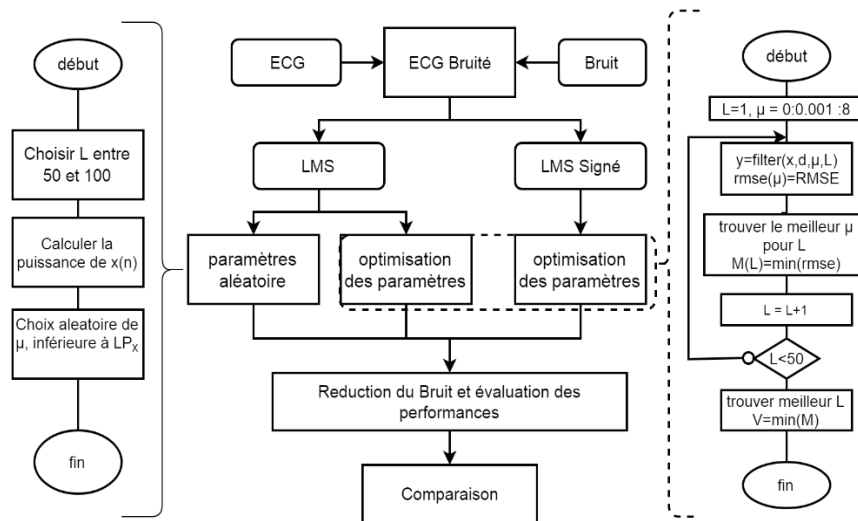 début
Choisir L entre
50 et 100
Calculer la
puissance de x(n)
Choix aleatoire de
µ, inférieure à LPx
fin
ECG
ECG Bruité
Bruit
LMS
LMS Signé
paramètres
aléatoire
optimisation
des paramètres
optimisation
des paramètres
Reduction du Bruit et évaluation des
performances
Comparaison
début
L=1, µ = 0:0.001 :8
y=filter(x,d,µ,L)
rmse(µ)=RMSE
trouver le meilleur µ
pour L
M(L)=min(rmse)
L = L+1
L<50
trouver meilleur L
V=min(M)
fin